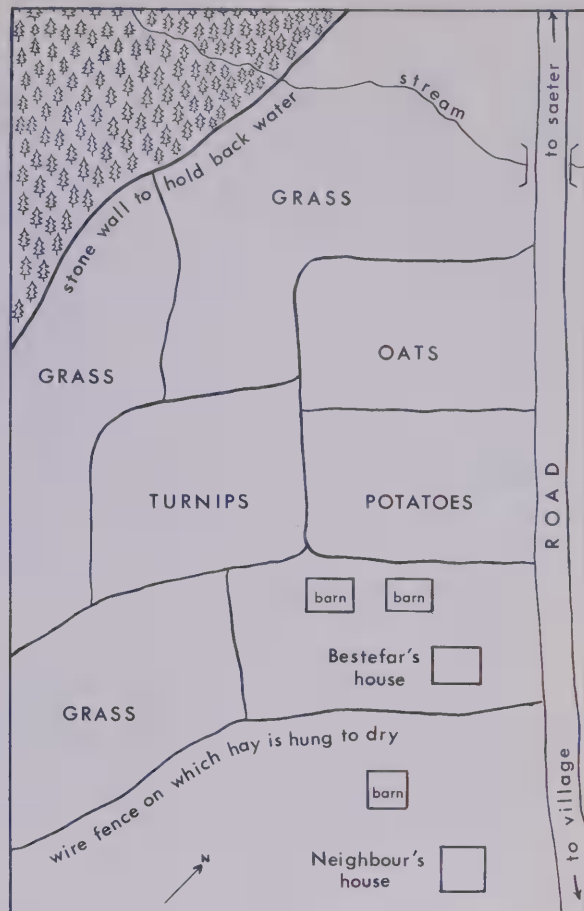 to saeter
stream
stone wall to hold back water
GRASS
OATS
GRASS
TURNIPS
POTATOES
ROAD
barn
barn
Bestefar's
house
GRASS
wire fence on which hay is hung to dry
barn
to village
N
Neighbour's
house